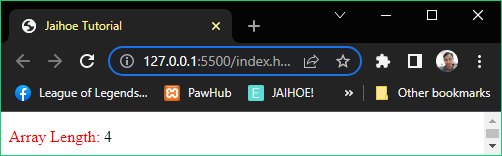 Jaihoe Tutorial
127.0.0.1:5500/index.h...
League of Legends... PawHub JAIHOE! Other bookmarks
Array Length: 4